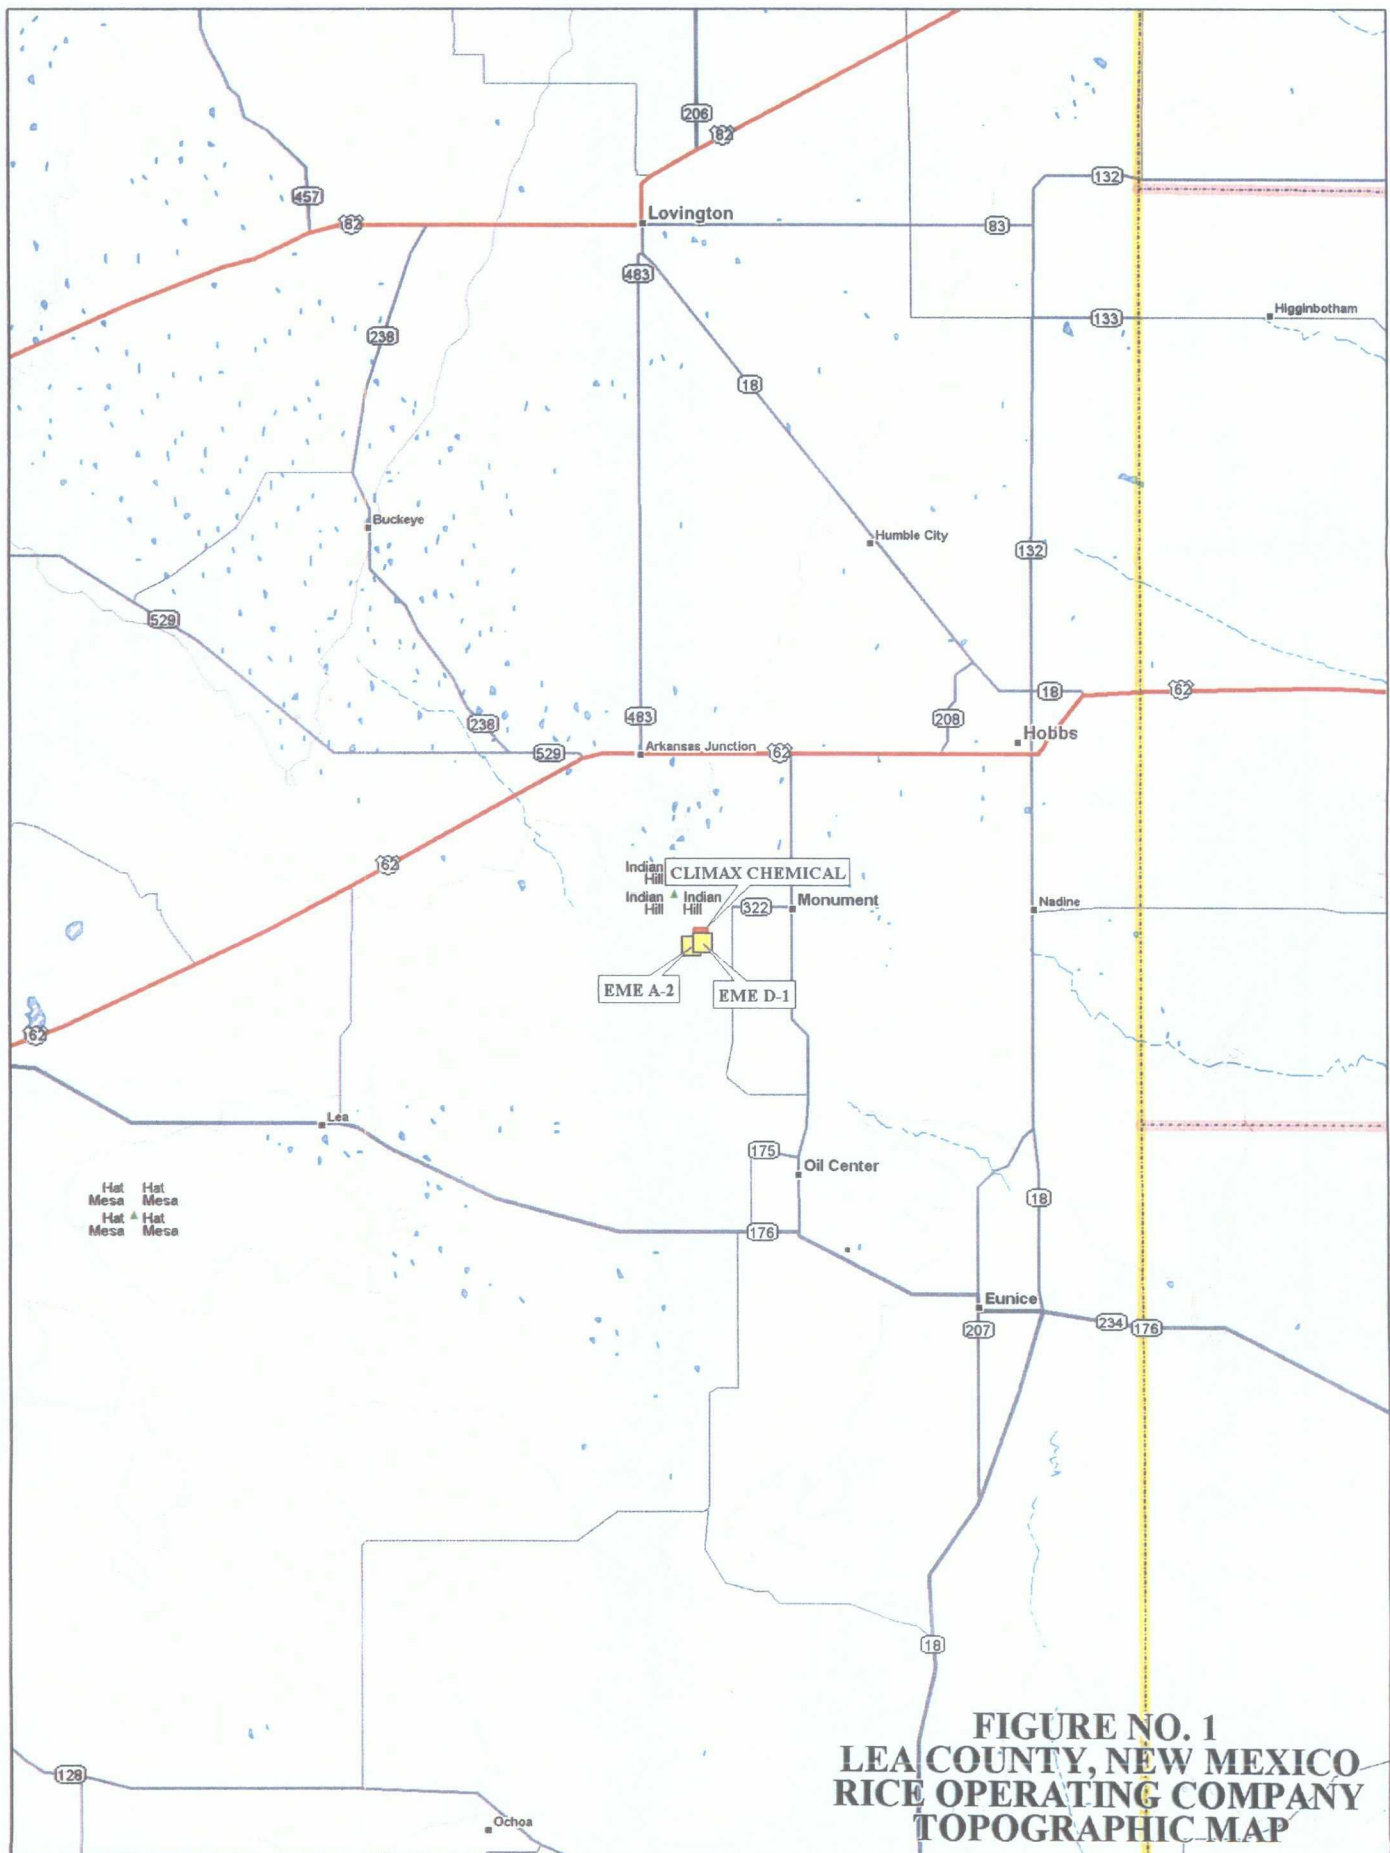 206
82
132
457
82
Lovington
83
483
Higginbotham
133
238
18
Buckeye
Humble City
132
529
18
62
208
238
483
Hobbs
529
Arkansas Junction
62
62
Indian
Hill
CLIMAX CHEMICAL
Indian
Hill
Indian
Hill
322
Monument
Nadine
EME A-2
EME D-1
62
Lea
175
Oil Center
Hat
Mesa
Hat
Mesa
Hat
Mesa
Hat
Mesa
18
176
Eunice
207
234
176
18
128
Ochoa
FIGURE NO. 1
LEA COUNTY, NEW MEXICO
RICE OPERATING COMPANY
TOPOGRAPHIC MAP